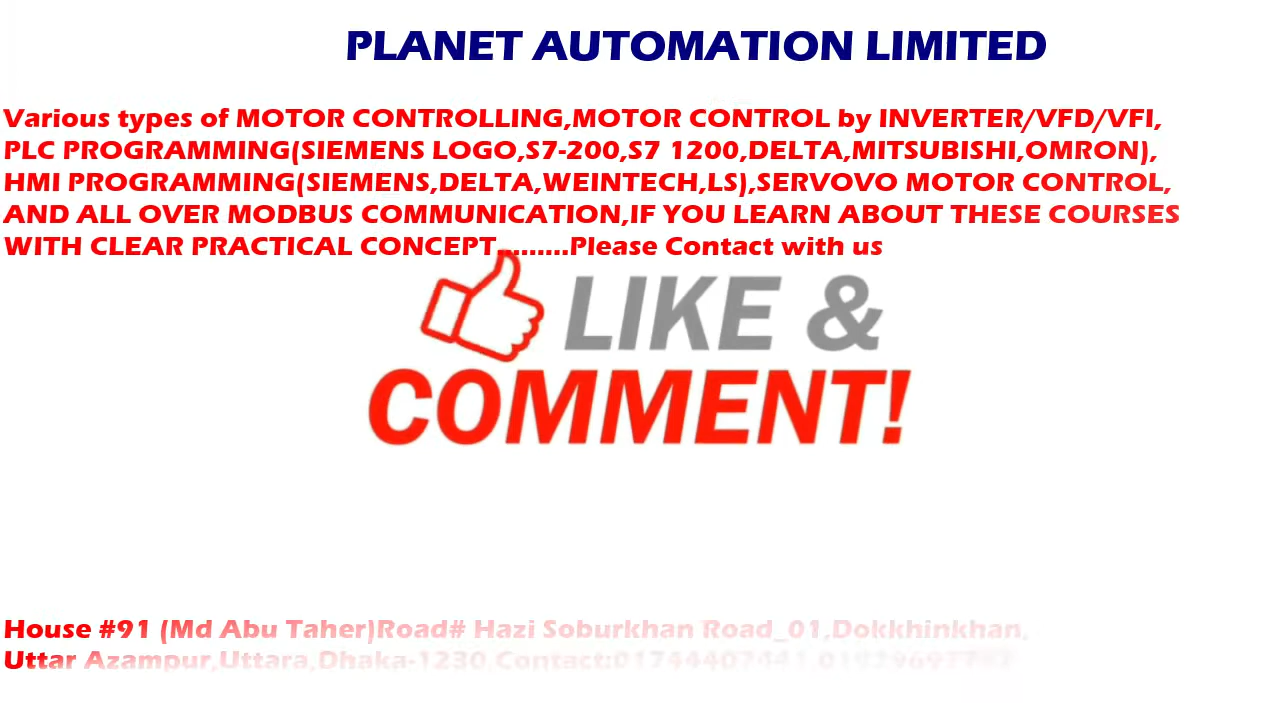 PLANET AUTOMATION LIMITED
Various types of MOTOR CONTROLLING,MOTOR CONTROL by INVERTER/VFD/VFI,
PLC PROGRAMMING(SIEMENS LOGO,S7-200,S7 1200,DELTA,MITSUBISHI,OMRON),
HMI PROGRAMMING(SIEMENS,DELTA,WEINTECH,LS),SERVOVO MOTOR CONTROL,
AND ALL OVER MODBUS COMMUNICATION,IF YOU LEARN ABOUT THESE COURSES
WITH CLEAR PRACTICAL CONCEPT.........Please Contact with us
LIKE &
COMMENT!
House #91 (Md Abu Taher)Road# Hazi Soburkhan Road_01,Dokkhinkhan,
Uttar Azampur,Uttara,Dhaka-1230,Contact: